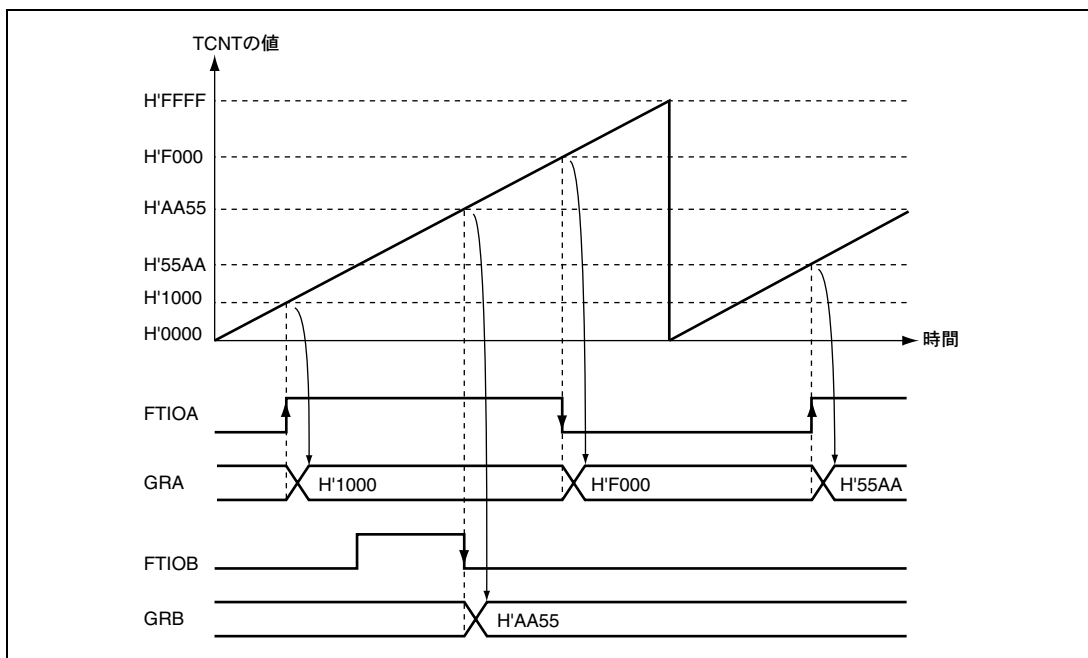 TCNTの値
H'FFFF
H'F000
H'AA55
H'55AA
H'1000
H'0000
時間
FTIOA
GRA
H'1000
H'F000
H'55AA
FTIOB
GRB
H'AA55